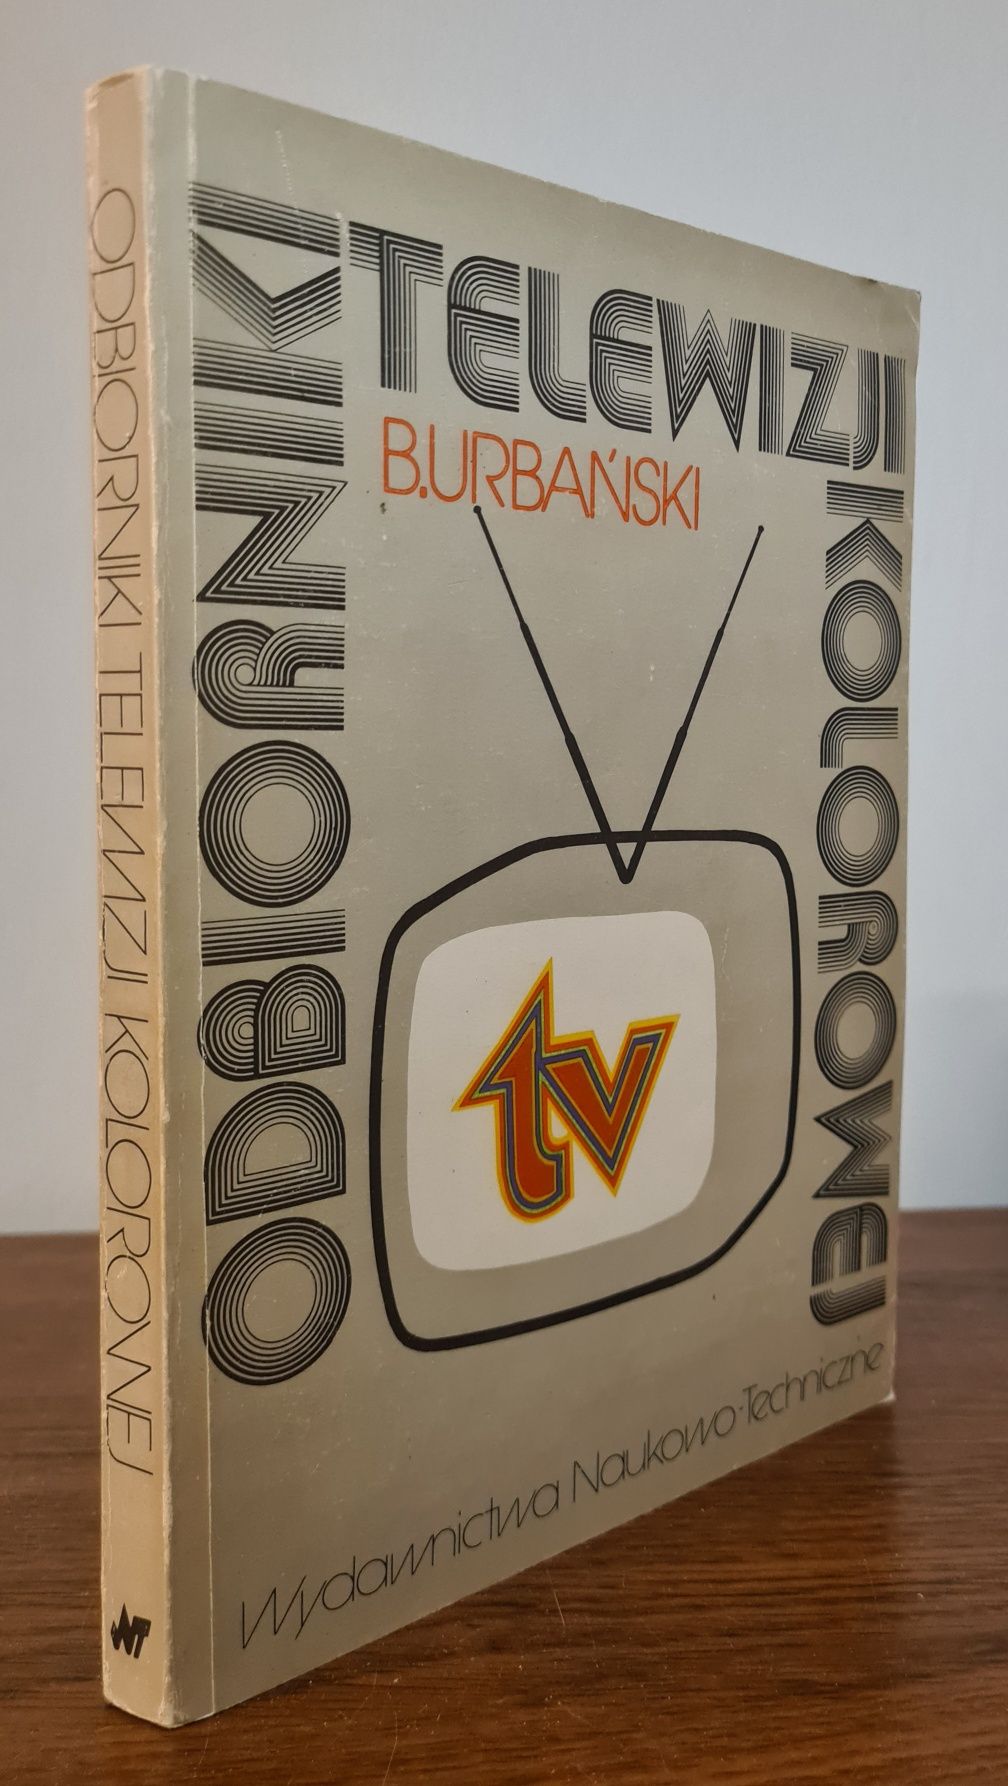 ODBIORNIKI TELEWIZJI KOLOROWEJ
WNT
ODBIORNIKI
TELEWIZJI
KOLOROWEJ
B.URBAŃSKI
tv
Wydawnictwa Naukowo-Techniczne